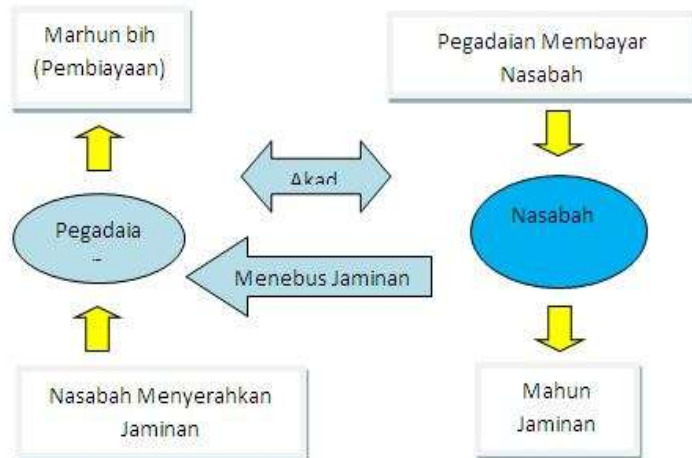 Marhun bih
(Pembiayaan)
Pegadaian Membayar
Nasabah
Akad
Pegadaia
Nasabah
Menebus Jaminan
Nasabah Menyerahkan
Jaminan
Mahun
Jaminan